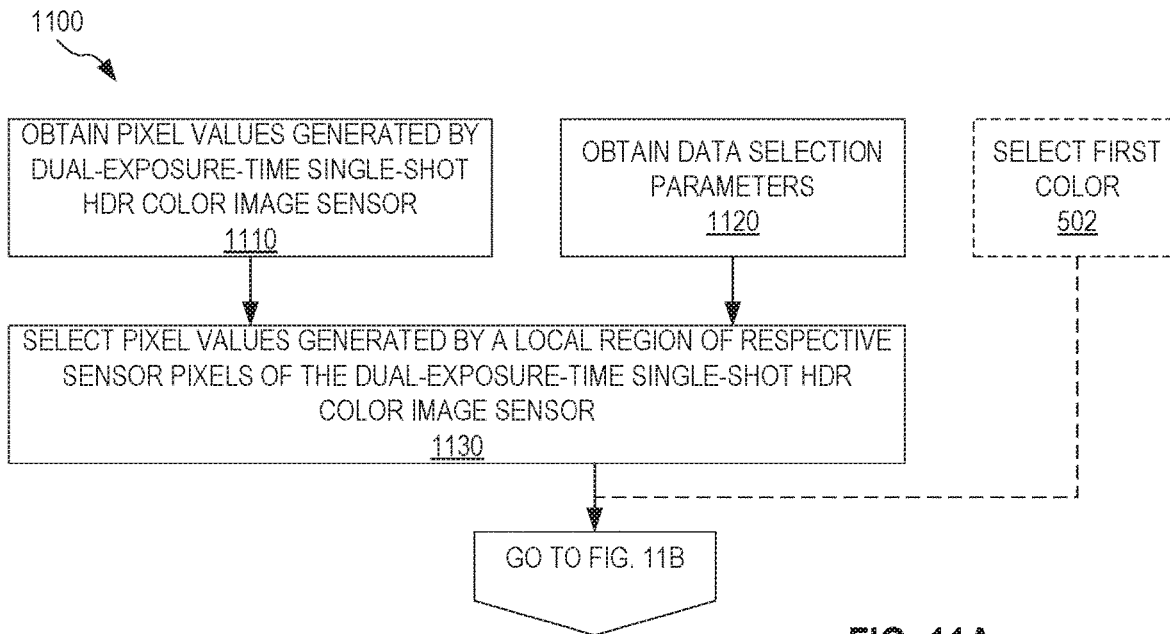 1100
OBTAIN PIXEL VALUES GENERATED BY
DUAL-EXPOSURE-TIME SINGLE-SHOT
HDR COLOR IMAGE SENSOR
1110
OBTAIN DATA SELECTION
PARAMETERS
1120
SELECT FIRST
COLOR
502
SELECT PIXEL VALUES GENERATED BY A LOCAL REGION OF RESPECTIVE
SENSOR PIXELS OF THE DUAL-EXPOSURE-TIME SINGLE-SHOT HDR
COLOR IMAGE SENSOR
1130
GO TO FIG. 11B
FIG. 11A